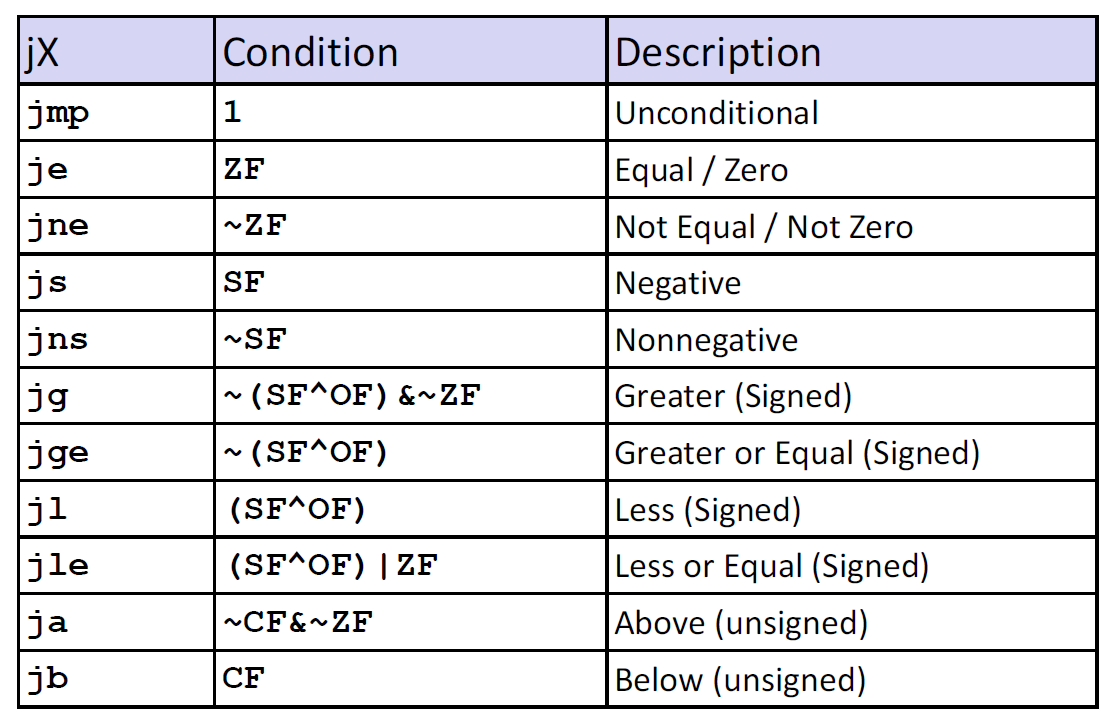 jX Condition Description
jmp 1 Unconditional
je ZF Equal / Zero
jne ~ZF Not Equal / Not Zero
js SF Negative
jns ~SF Nonnegative
jg ~(SF^OF)&~ZF Greater (Signed)
jge ~(SF^OF) Greater or Equal (Signed)
jl (SF^OF) Less (Signed)
jle (SF^OF)|ZF Less or Equal (Signed)
ja ~CF&~ZF Above (unsigned)
jb CF Below (unsigned)